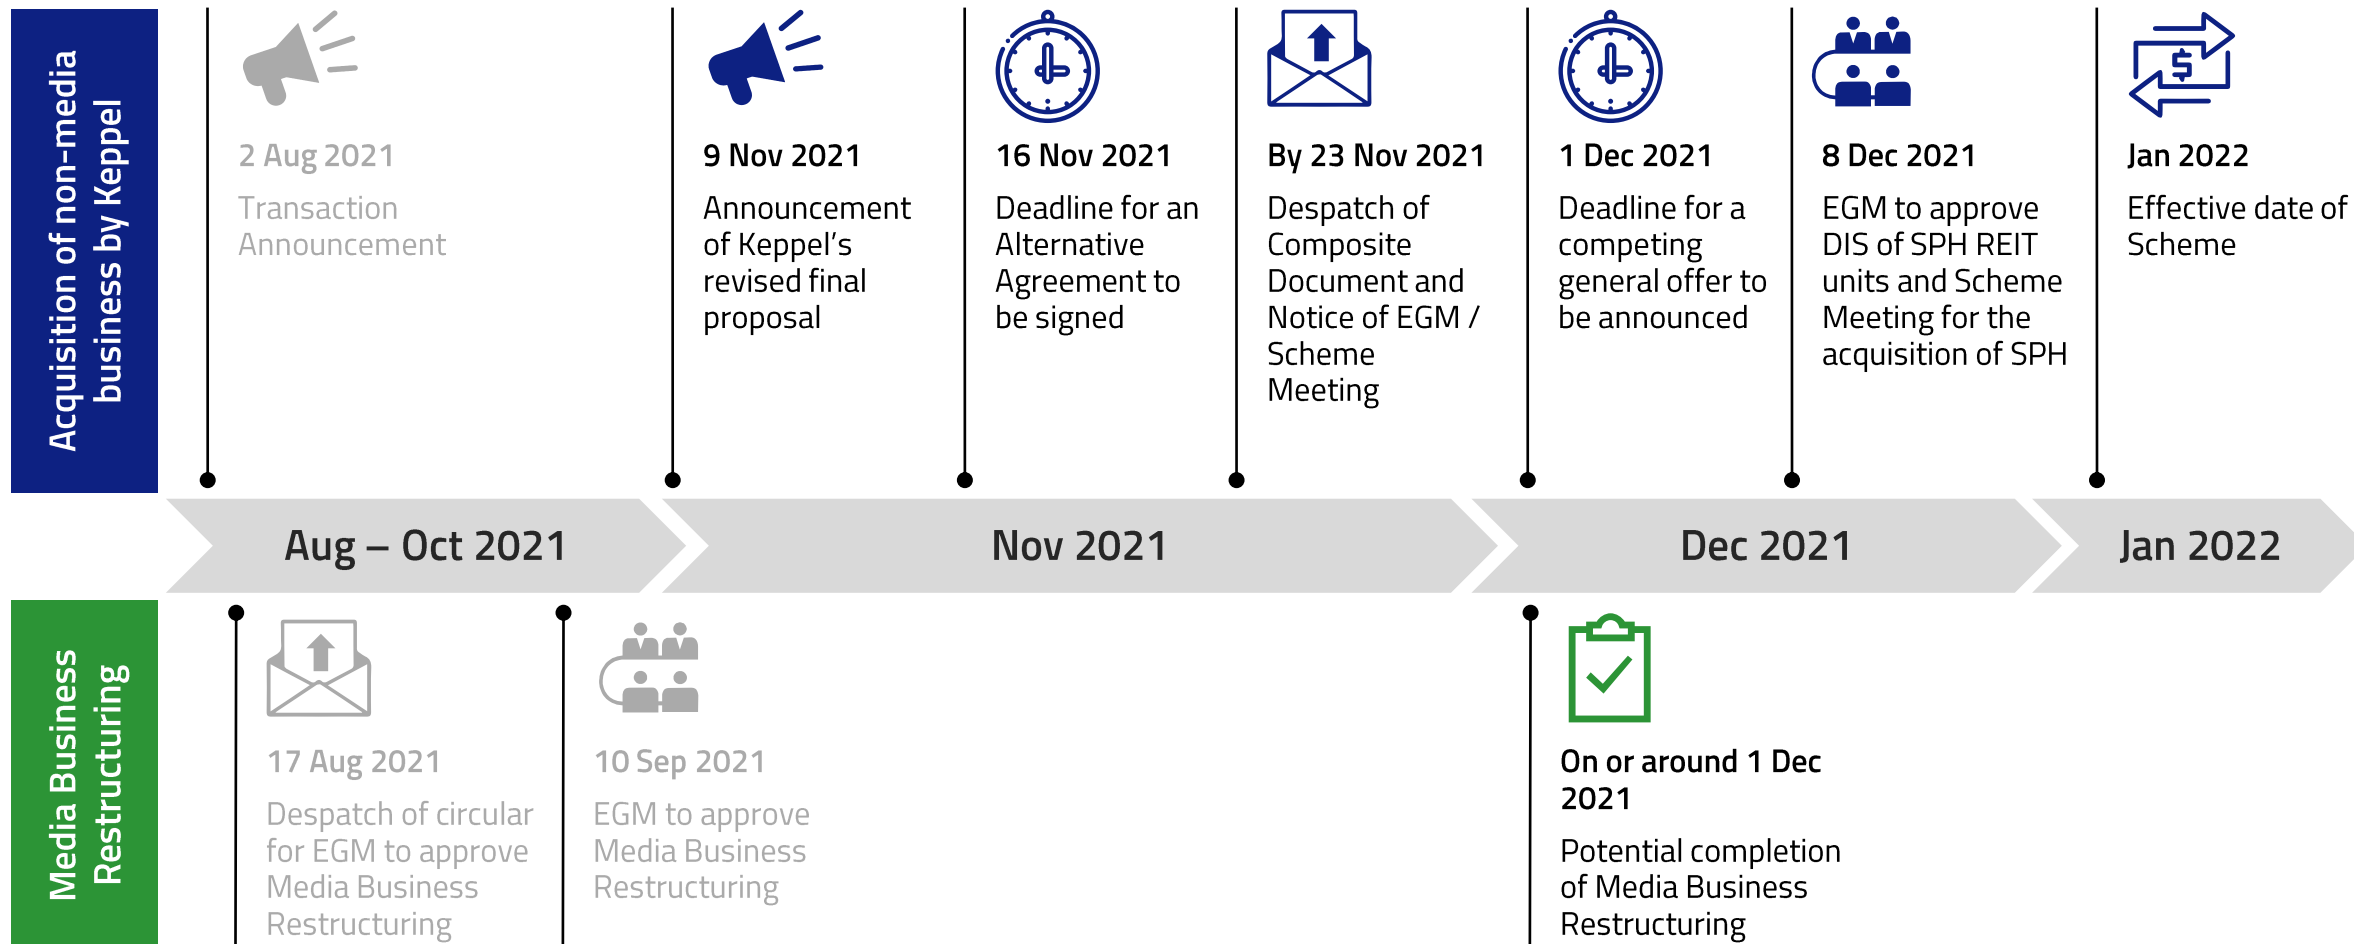 Acquisition of non-media
business by Keppel
2 Aug 2021
Transaction
Announcement
9 Nov 2021
Announcement
of Keppel’s
revised final
proposal
16 Nov 2021
Deadline for an
Alternative
Agreement to
be signed
By 23 Nov 2021
Despatch of
Composite
Document and
Notice of EGM /
Scheme
Meeting
1 Dec 2021
Deadline for a
competing
general offer to
be announced
8 Dec 2021
EGM to approve
DIS of SPH REIT
units and Scheme
Meeting for the
acquisition of SPH
$
Jan 2022
Effective date of
Scheme
Aug – Oct 2021
Nov 2021
Dec 2021
Jan 2022
Media Business
Restructuring
17 Aug 2021
Despatch of circular
for EGM to approve
Media Business
Restructuring
10 Sep 2021
EGM to approve
Media Business
Restructuring
On or around 1 Dec
2021
Potential completion
of Media Business
Restructuring